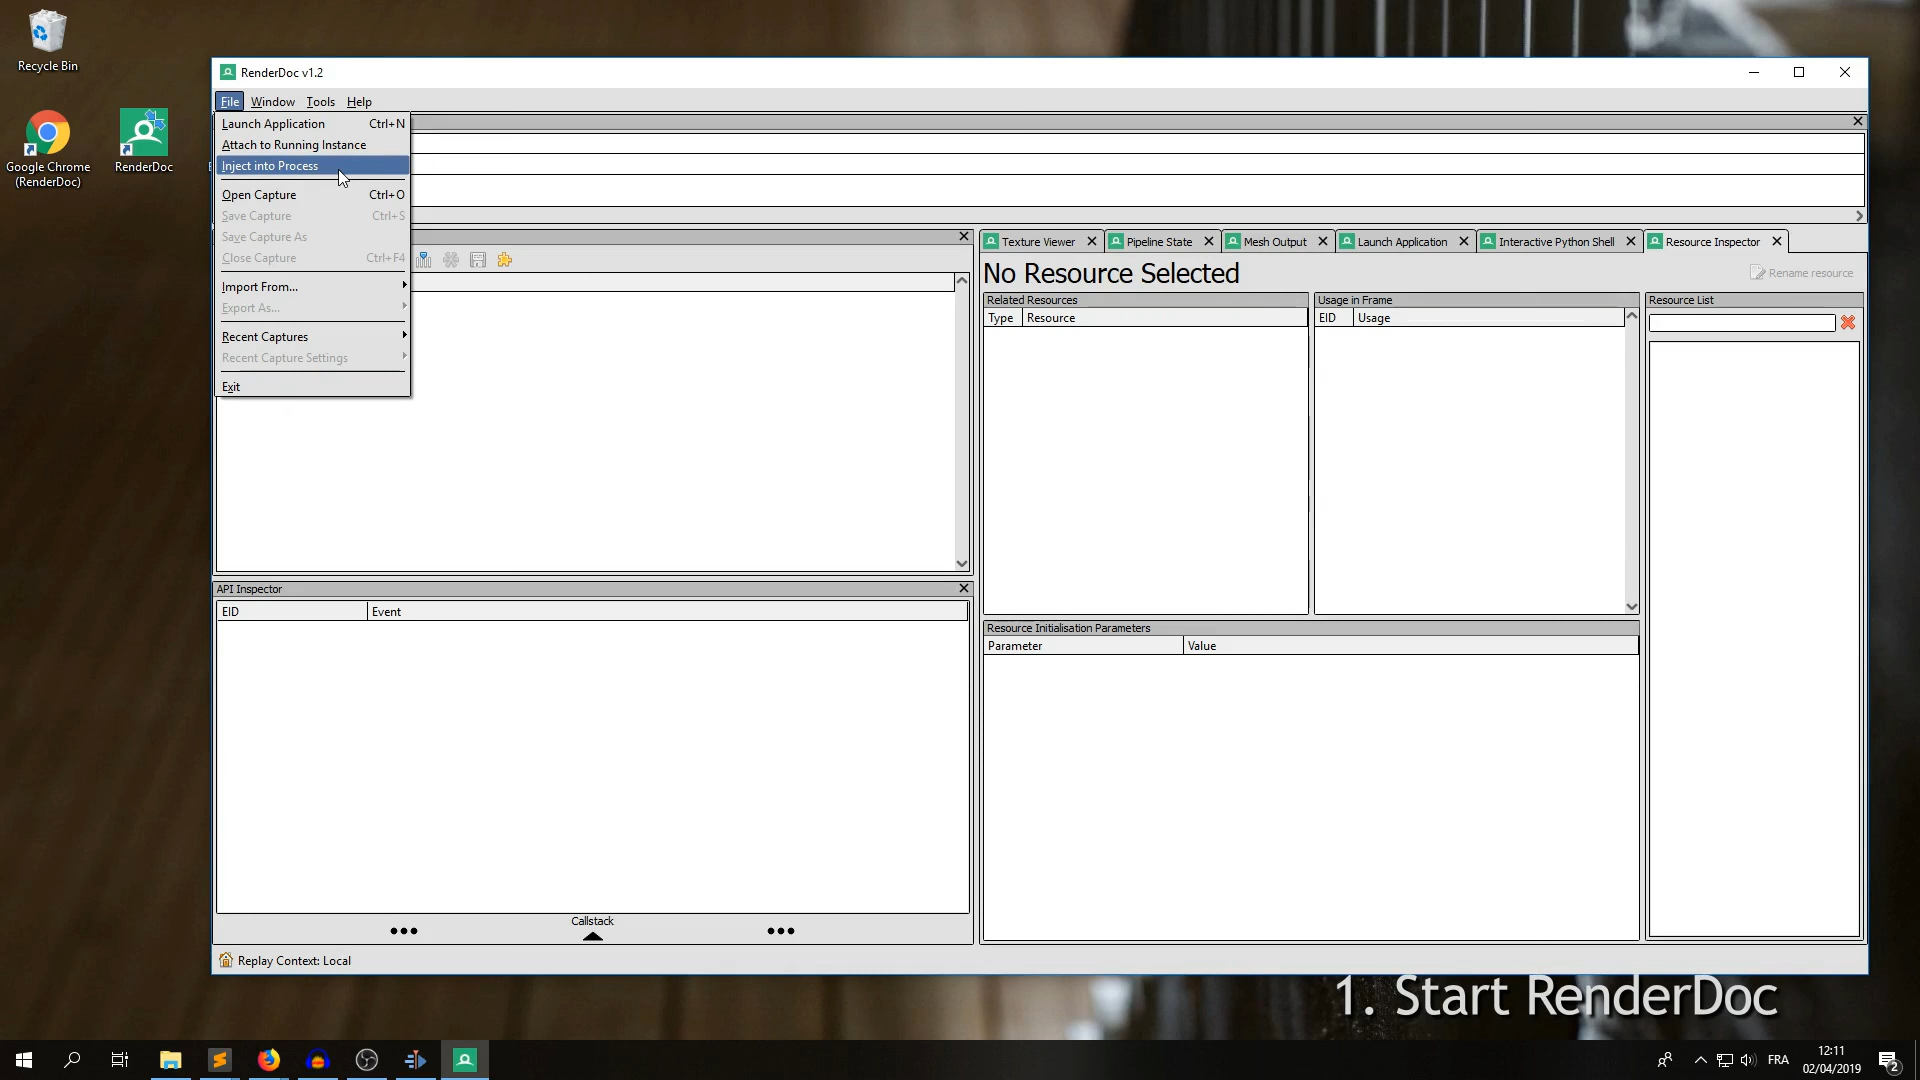 Recycle Bin
Google Chrome
(RenderDoc)
RenderDoc
RenderDoc v1.2
File Window Tools Help
Launch Application Ctrl+N
Attach to Running Instance
Inject into Process
Open Capture Ctrl+O
Save Capture Ctrl+S
Save Capture As
Close Capture Ctrl+F4
Import From...
Export As...
Recent Captures
Recent Capture Settings
Exit
Texture Viewer Pipeline State Mesh Output Launch Application Interactive Python Shell Resource Inspector
No Resource Selected
Rename resource
Related Resources
Type Resource
Usage in Frame
EID Usage
Resource List
API Inspector
EID Event
Resource Initialisation Parameters
Parameter Value
Callstack
Replay Context: Local
1. Start RenderDoc
FRA
12:11
02/04/2019
2